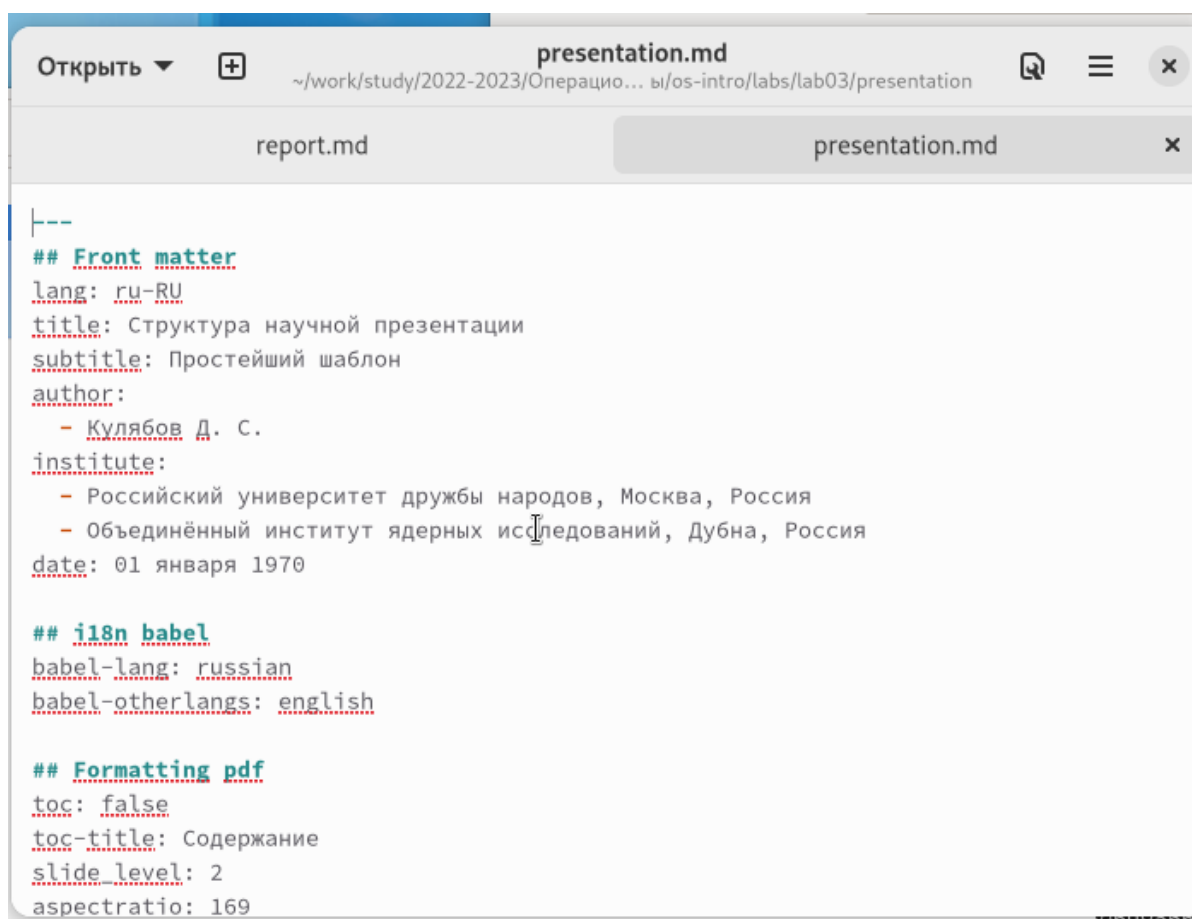 Открыть
presentation.md
~/work/study/2022-2023/Операцио… ы/os-intro/labs/lab03/presentation
report.md
presentation.md
---
## Front matter
lang: ru-RU
title: Структура научной презентации
subtitle: Простейший шаблон
author:
- Кулябов Д. С.
institute:
- Российский университет дружбы народов, Москва, Россия
- Объединённый институт ядерных исследований, Дубна, Россия
date: 01 января 1970
## i18n babel
babel-lang: russian
babel-otherlangs: english
## Formatting pdf
toc: false
toc-title: Содержание
slide_level: 2
aspectratio: 169